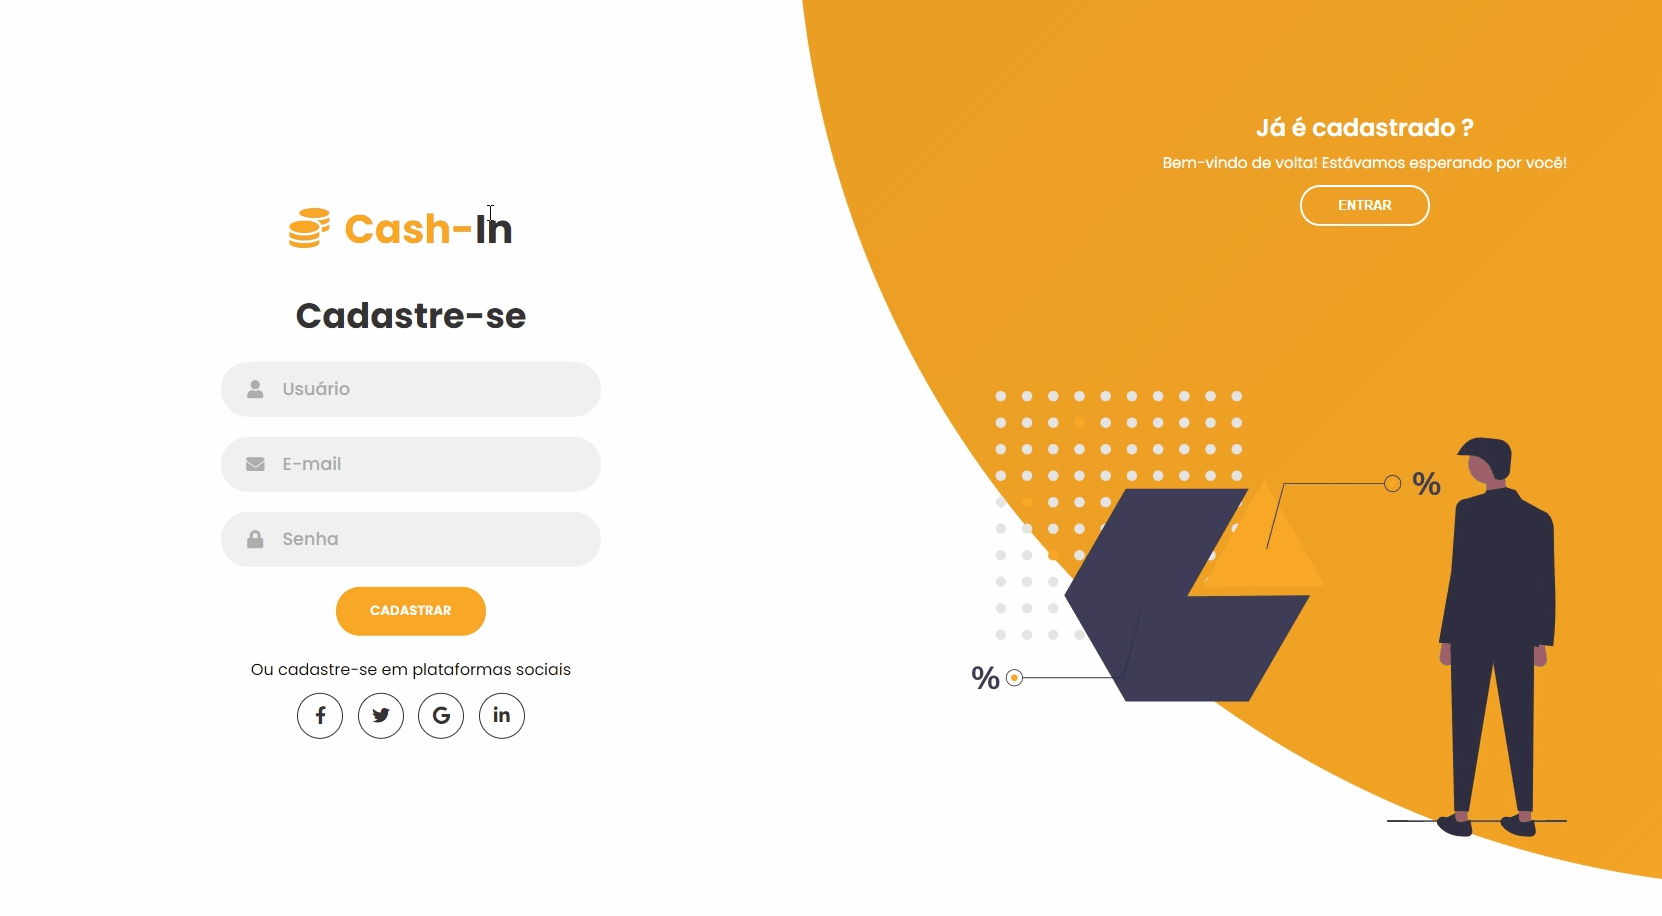 Cash-In
Cadastre-se
Usuário
E-mail
Senha
CADASTRAR
Ou cadastre-se em plataformas sociais
f
G
in
Já é cadastrado ?
Bem-vindo de volta! Estávamos esperando por você!
ENTRAR
%
%